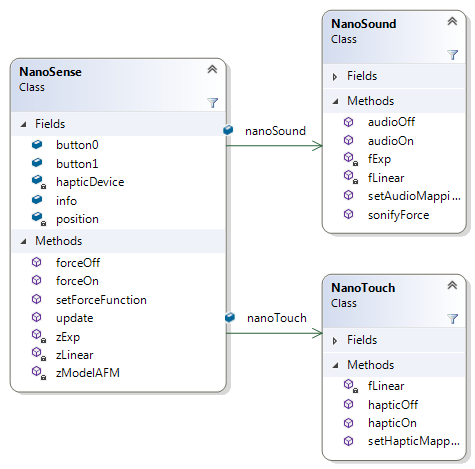 NanoSense
Class
Fields
button0
button1
hapticDevice
info
position
Methods
forceOff
forceOn
setForceFunction
update
zExp
zLinear
zModelAFM
nanoSound
nanoTouch
NanoSound
Class
Fields
Methods
audioOff
audioOn
fExp
fLinear
setAudioMappi...
sonifyForce
NanoTouch
Class
Fields
Methods
fLinear
hapticOff
hapticOn
setHapticMapp...